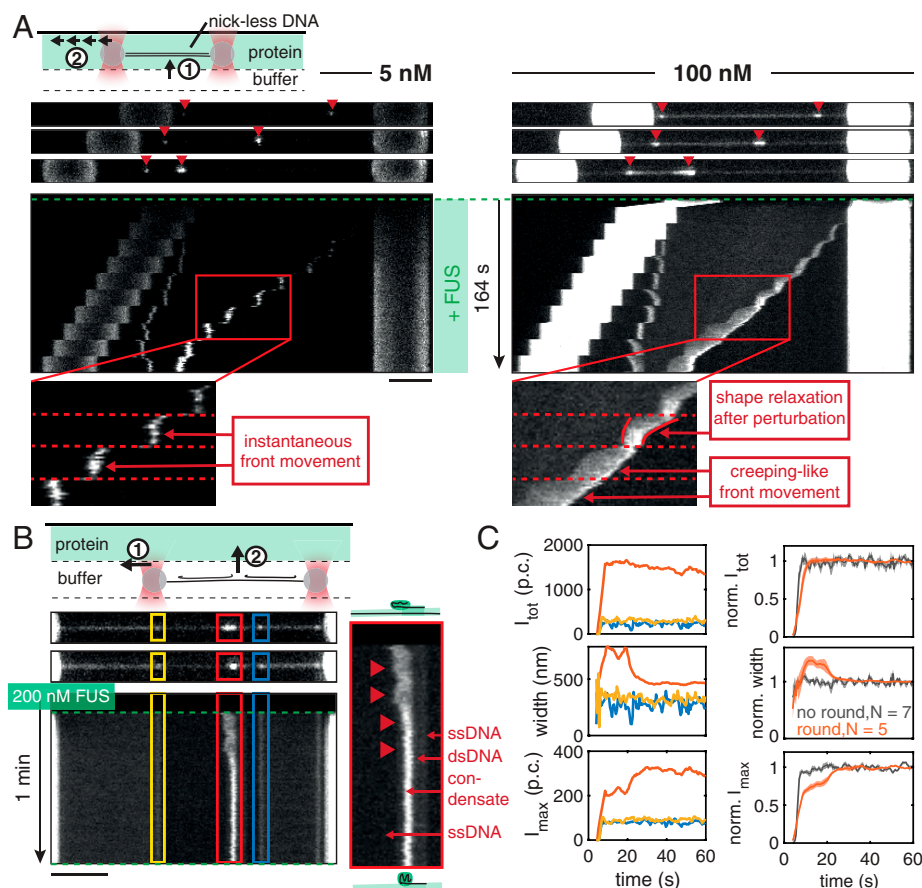 A
nick-less DNA
protein
buffer
② ①
5 nM
100 nM
+ FUS
164 s
instantaneous
front movement
shape relaxation
after perturbation
creeping-like
front movement
B
protein
buffer
① ②
200 nM FUS
1 min
ssDNA
dsDNA
con-
densate
ssDNA
C
I_tot (p.c.)
2000
1000
0
norm. I_tot
1
0.5
0
width (nm)
500
0
norm. width
1
0.5
0
no round, N = 7
round, N = 5
I_max (p.c.)
400
200
0
norm. I_max
1
0.5
0
0 20 40 60
time (s)
0 20 40 60
time (s)